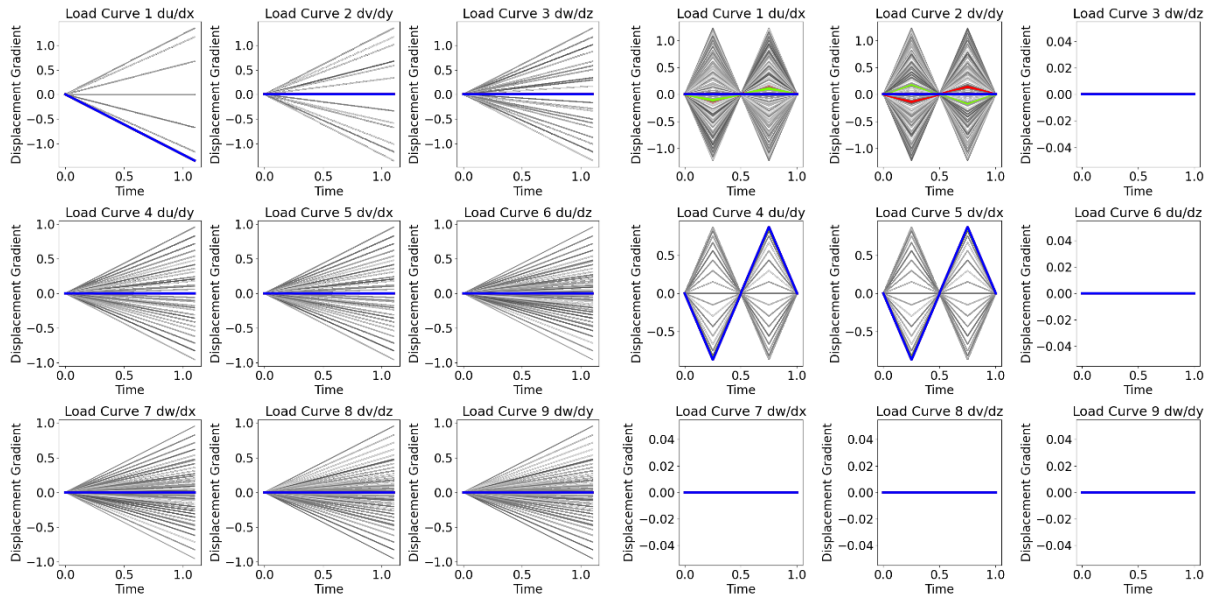 Load Curve 1 du/dx Load Curve 2 dv/dy Load Curve 3 dw/dz Load Curve 1 du/dx Load Curve 2 dv/dy Load Curve 3 dw/dz
Displacement Gradient Displacement Gradient Displacement Gradient Displacement Gradient Displacement Gradient Displacement Gradient
1.0 1.0 1.0 1.0 1.0 0.04
0.5 0.5 0.5 0.5 0.5 0.02
0.0 0.0 0.0 0.0 0.0 0.00
−0.5 −0.5 −0.5 −0.5 −0.5 −0.02
−1.0 −1.0 −1.0 −1.0 −1.0 −0.04
0.0 0.5 1.0 0.0 0.5 1.0 0.0 0.5 1.0 0.0 0.5 1.0 0.0 0.5 1.0 0.0 0.5 1.0
Time Time Time Time Time Time
Load Curve 4 du/dy Load Curve 5 dv/dx Load Curve 6 du/dz Load Curve 4 du/dy Load Curve 5 dv/dx Load Curve 6 du/dz
Displacement Gradient Displacement Gradient Displacement Gradient Displacement Gradient Displacement Gradient Displacement Gradient
1.0 1.0 1.0 0.04
0.5 0.5 0.5 0.5 0.5 0.02
0.0 0.0 0.0 0.0 0.0 0.00
−0.5 −0.5 −0.5 −0.5 −0.5 −0.02
−1.0 −1.0 −1.0 −0.04
0.0 0.5 1.0 0.0 0.5 1.0 0.0 0.5 1.0 0.0 0.5 1.0 0.0 0.5 1.0 0.0 0.5 1.0
Time Time Time Time Time Time
Load Curve 7 dw/dx Load Curve 8 dv/dz Load Curve 9 dw/dy Load Curve 7 dw/dx Load Curve 8 dv/dz Load Curve 9 dw/dy
Displacement Gradient Displacement Gradient Displacement Gradient Displacement Gradient Displacement Gradient Displacement Gradient
1.0 1.0 1.0 0.04 0.04 0.04
0.5 0.5 0.5 0.02 0.02 0.02
0.0 0.0 0.0 0.00 0.00 0.00
−0.5 −0.5 −0.5 −0.02 −0.02 −0.02
−1.0 −1.0 −1.0 −0.04 −0.04 −0.04
0.0 0.5 1.0 0.0 0.5 1.0 0.0 0.5 1.0 0.0 0.5 1.0 0.0 0.5 1.0 0.0 0.5 1.0
Time Time Time Time Time Time